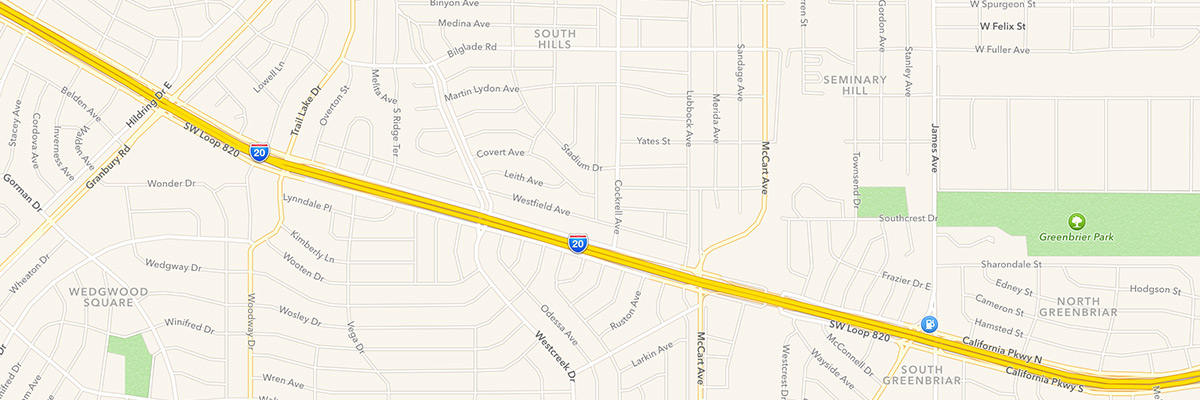 Binyon Ave
Medina Ave
SOUTH
HILLS
Bilglade Rd
Martin Lydon Ave
Sandage Ave
Merida Ave
Lubbock Ave
Yates St
McCart Ave
SEMINARY
HILL
Gordon Ave
Stanley Ave
W Spurgeon St
W Felix St
W Fuller Ave
James Ave
Townsend Dr
Southcrest Dr
Greenbrier Park
Sharondale St
Hodgson St
Edney St
Cameron St
Hamsted St
NORTH
GREENBRIAR
Frazier Dr E
California Pkwy N
California Pkwy S
SOUTH
GREENBRIAR
SW Loop 820
McConnell Dr
Wayside Ave
Westcrest Dr
McCart Ave
Larkin Ave
Ruston Ave
Odessa Ave
Westcreek Dr
20
Cockrell Ave
Stadium Dr
Covert Ave
Leith Ave
Westfield Ave
Melita Ave
S Ridge Ter
Overton St
Trail Lake Dr
Lowell Ln
20
SW Loop 820
Hildring Dr E
Granbury Rd
Belden Ave
Walden Ave
Inverness Ave
Cordova Ave
Stacey Ave
Gorman Dr
Wonder Dr
Lynndale Pl
Kimberly Ln
Wooten Dr
Wedgway Dr
Wheaton Dr
WEDGWOOD
SQUARE
Winifred Dr
Woodway Dr
Wosley Dr
Vega Dr
Wren Ave